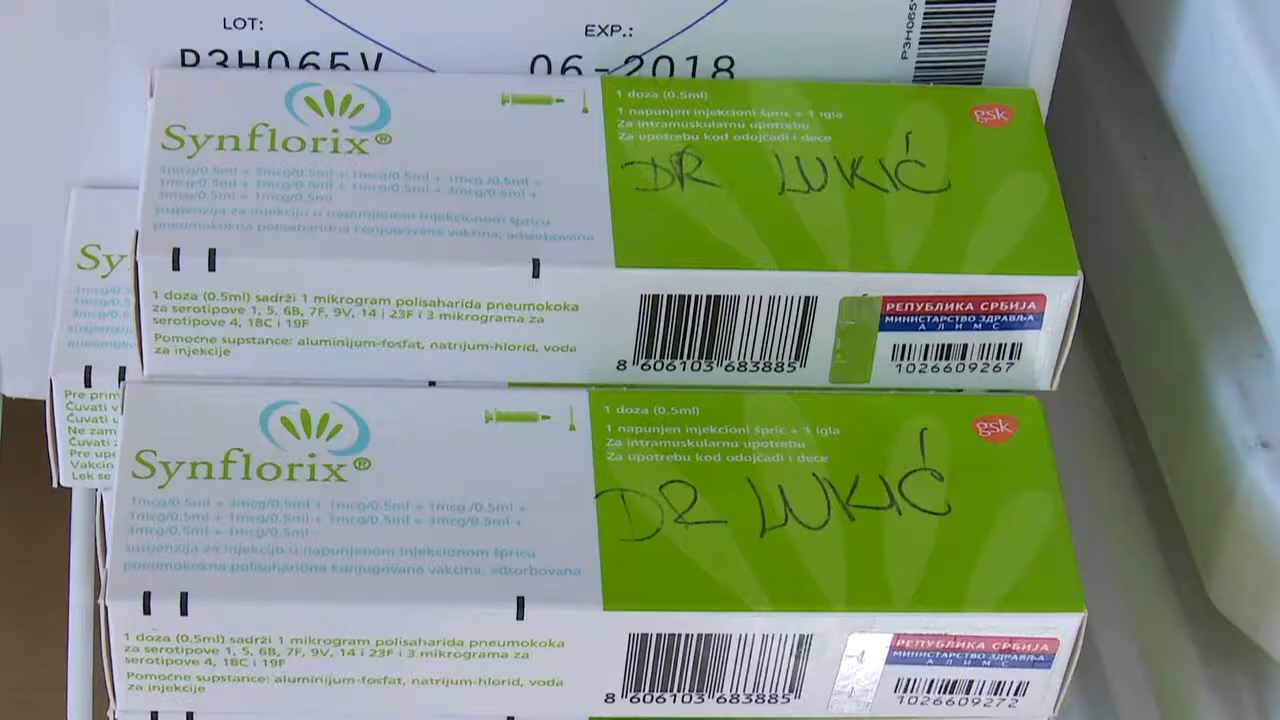 LOT:
EXP.:
P3H065V
P3H065V
06-2018
Synflorix®
1 doza (0.5ml)
1 napunjen injekcioni špric + 1 igla
Za intramuskularnu upotrebu
Za upotrebu kod odojčadi i dece
gsk
DR LUKIĆ
1mcg/0.5ml + 3mcg/0.5ml + 1mcg/0.5ml + 1mcg/0.5ml +
1mcg/0.5ml + 1mcg/0.5ml + 1mcg/0.5ml + 3mcg/0.5ml +
3mcg/0.5ml + 1mcg/0.5ml
suspenzija za injekciju u napunjenom injekcionom špricu
pneumokokna polisaharidna konjugovana vakcina, adsorbovana
1 doza (0.5ml) sadrži 1 mikrogram polisaharida pneumokoka
za serotipove 1, 5, 6B, 7F, 9V, 14 i 23F i 3 mikrograma za
serotipove 4, 18C i 19F
Pomoćne supstance: aluminijum-fosfat, natrijum-hlorid, voda
za injekcije
8 606103 683885
РЕПУБЛИКА СРБИЈА
МИНИСТАРСТВО ЗДРАВЉА
А Л И М С
1026609267
Sy
Pre prim
Čuvati v
Čuvati u
Ne zam
Čuvati
Pre upo
Vakcin
Lek se
Synflorix®
1 doza (0.5ml)
1 napunjen injekcioni špric + 1 igla
Za intramuskularnu upotrebu
Za upotrebu kod odojčadi i dece
gsk
DR LUKIĆ
1mcg/0.5ml + 3mcg/0.5ml + 1mcg/0.5ml + 1mcg/0.5ml +
1mcg/0.5ml + 1mcg/0.5ml + 1mcg/0.5ml + 3mcg/0.5ml +
3mcg/0.5ml + 1mcg/0.5ml
suspenzija za injekciju u napunjenom injekcionom špricu
pneumokokna polisaharidna konjugovana vakcina, adsorbovana
1 doza (0.5ml) sadrži 1 mikrogram polisaharida pneumokoka
za serotipove 1, 5, 6B, 7F, 9V, 14 i 23F i 3 mikrograma za
serotipove 4, 18C i 19F
Pomoćne supstance: aluminijum-fosfat, natrijum-hlorid, voda
za injekcije
8 606103 683885
РЕПУБЛИКА СРБИЈА
МИНИСТАРСТВО ЗДРАВЉА
А Л И М С
1026609272